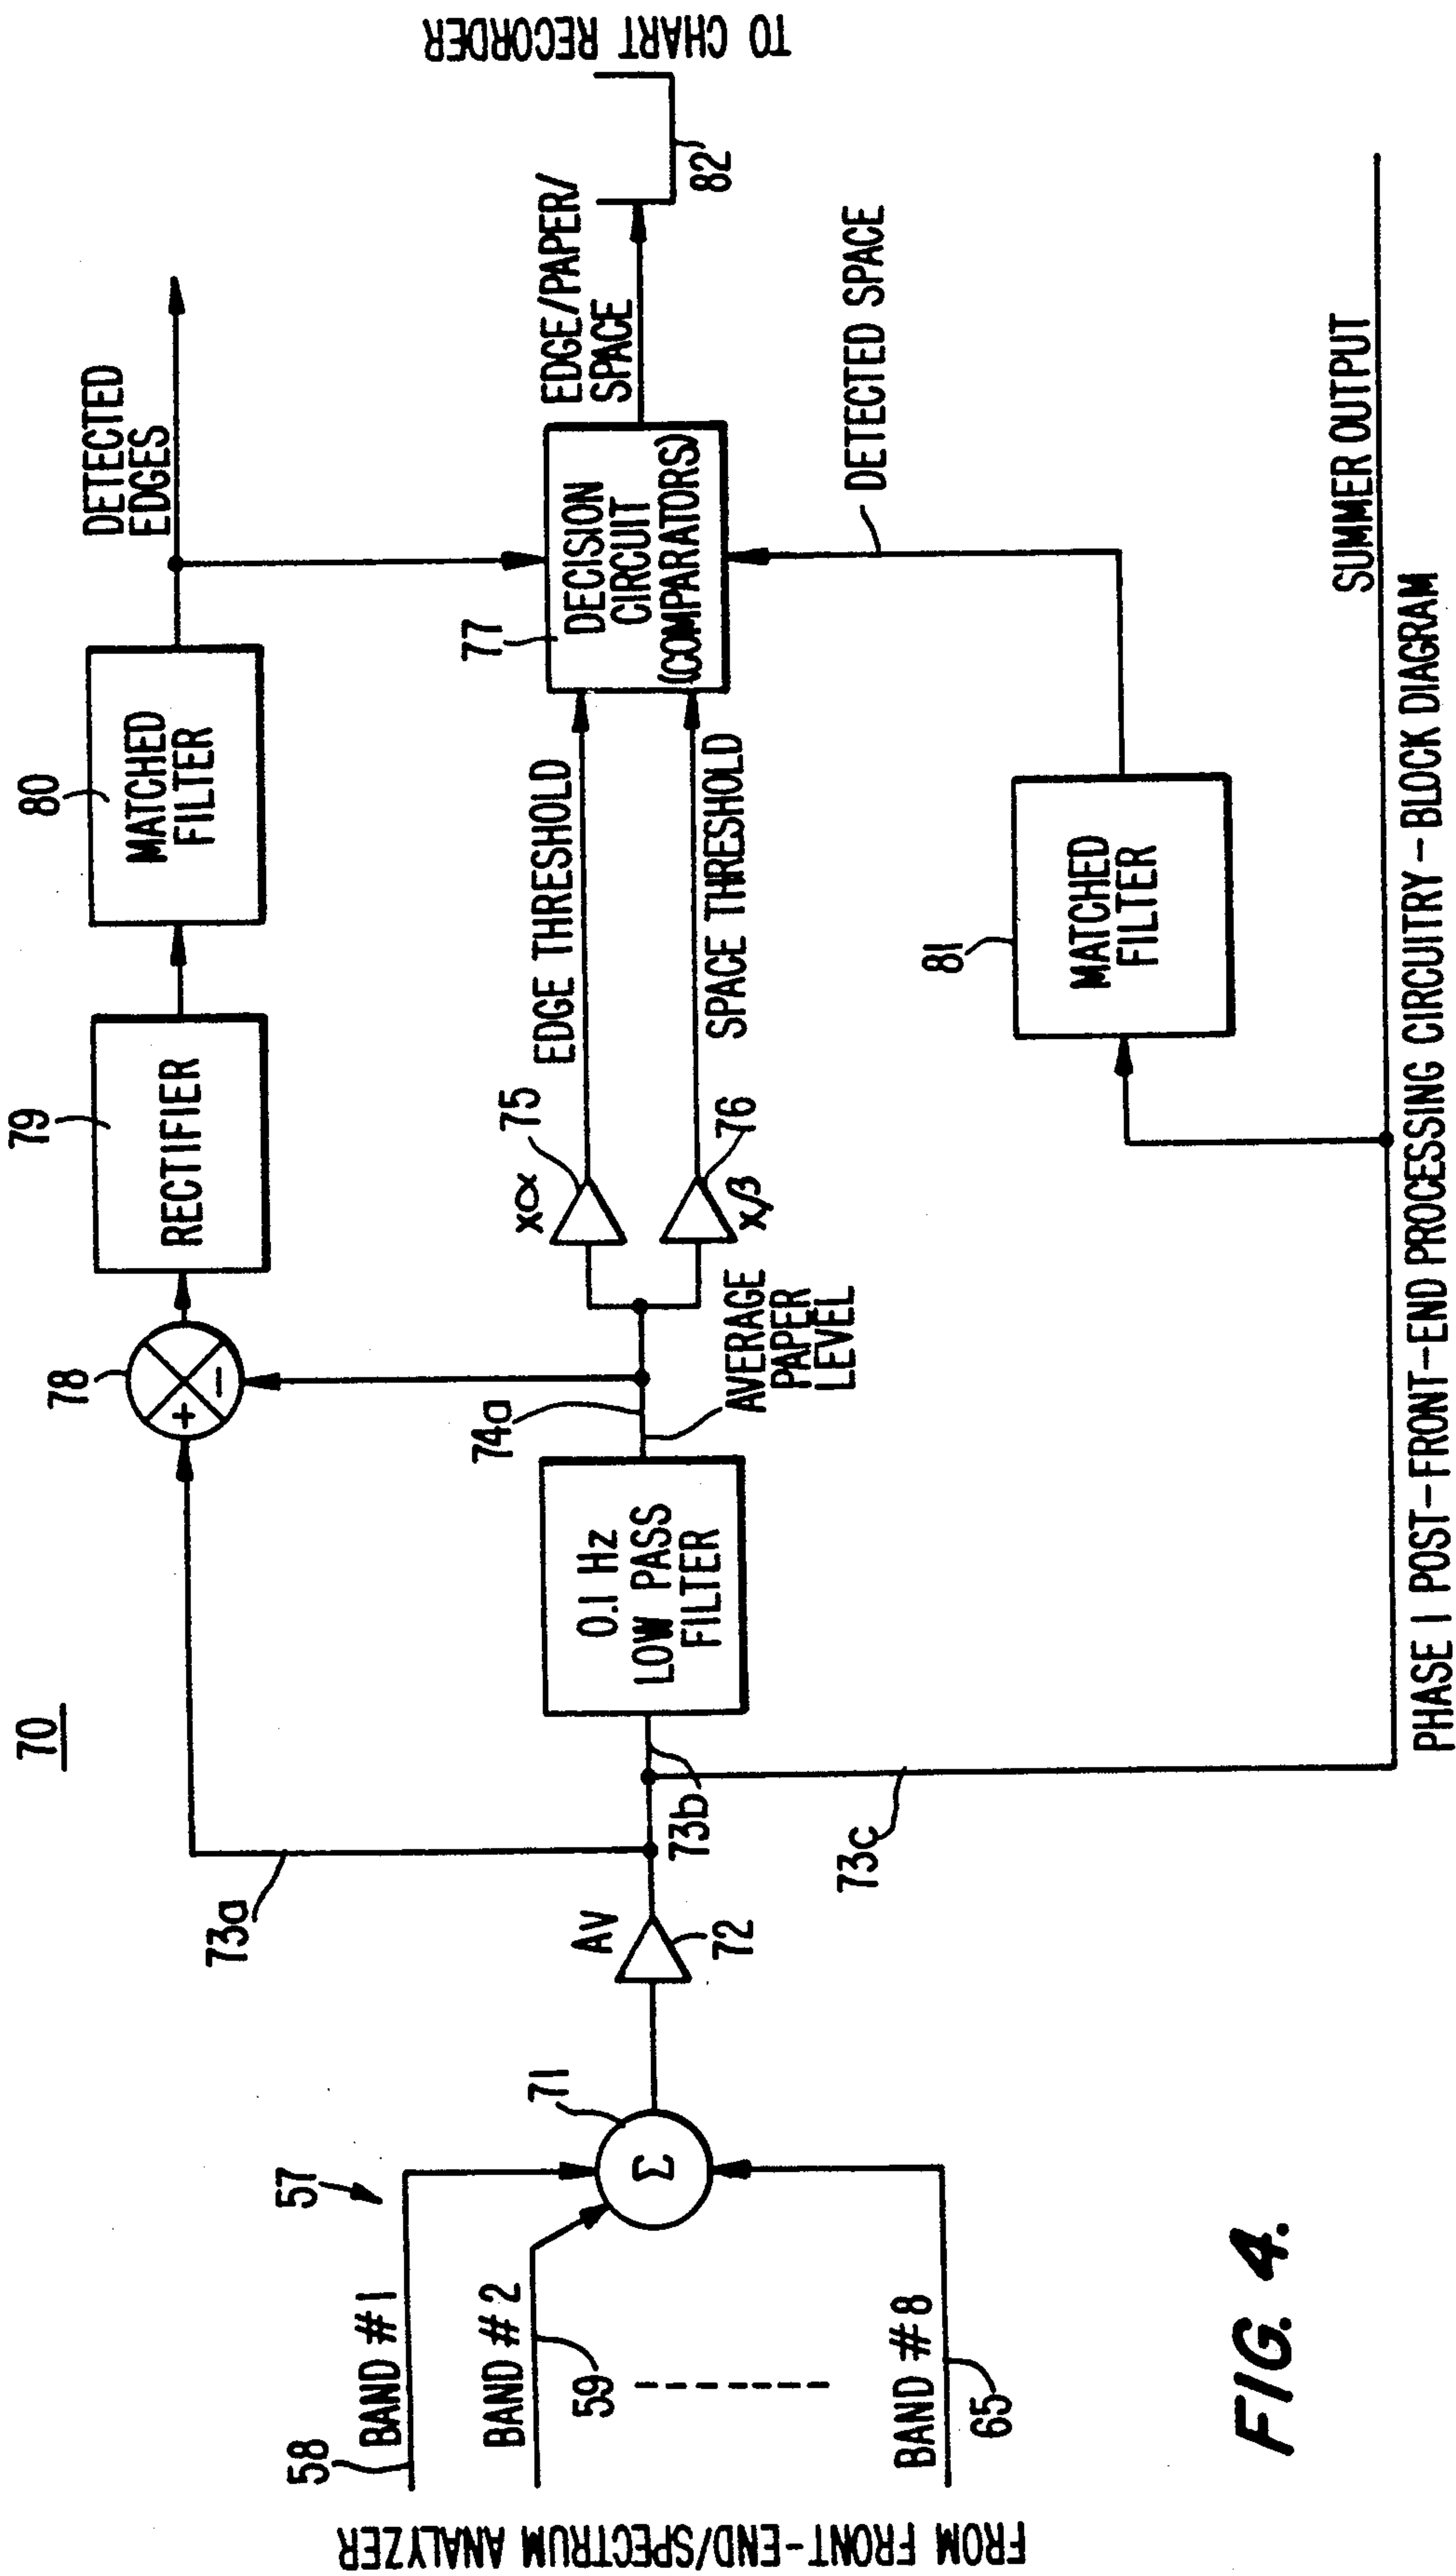 70
FROM FRONT-END/SPECTRUM ANALYZER
58
BAND #1
57
BAND #2
59
BAND #8
65
71
Σ
AV
72
73a
73b
73c
0.1 Hz
LOW PASS
FILTER
74a
AVERAGE
PAPER
LEVEL
78
+
−
79
RECTIFIER
80
MATCHED
FILTER
DETECTED
EDGES
xα
75
x/β
76
EDGE THRESHOLD
SPACE THRESHOLD
77
DECISION
CIRCUIT
(COMPARATORS)
EDGE/PAPER/
SPACE
82
TO CHART RECORDER
81
MATCHED
FILTER
DETECTED SPACE
SUMMER OUTPUT
PHASE I POST-FRONT-END PROCESSING CIRCUITRY-BLOCK DIAGRAM
FIG. 4.